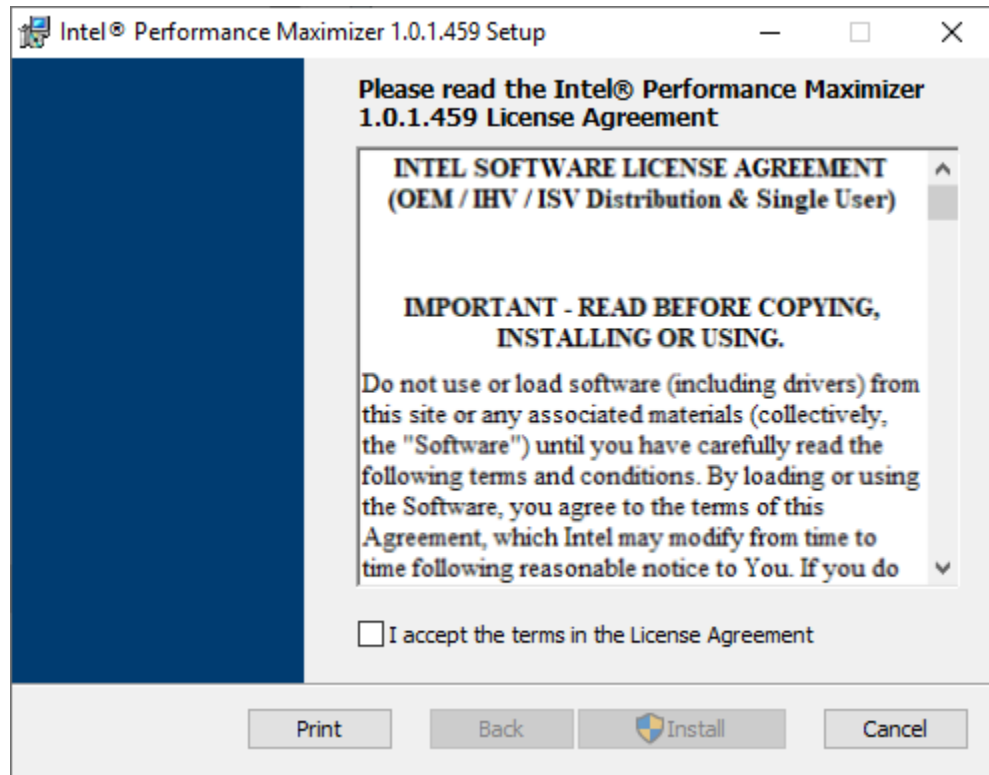 Intel® Performance Maximizer 1.0.1.459 Setup
Please read the Intel® Performance Maximizer
1.0.1.459 License Agreement
INTEL SOFTWARE LICENSE AGREEMENT
(OEM / IHV / ISV Distribution & Single User)
IMPORTANT - READ BEFORE COPYING,
INSTALLING OR USING.
Do not use or load software (including drivers) from
this site or any associated materials (collectively,
the "Software") until you have carefully read the
following terms and conditions. By loading or using
the Software, you agree to the terms of this
Agreement, which Intel may modify from time to
time following reasonable notice to You. If you do
I accept the terms in the License Agreement
Print
Back
Install
Cancel